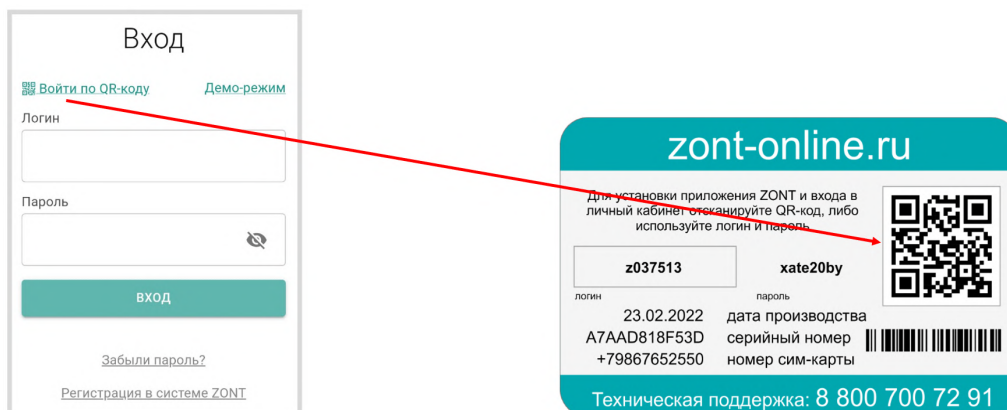 Вход
Войти по QR-коду
Демо-режим
Логин
Пароль
ВХОД
Забыли пароль?
Регистрация в системе ZONT
zont-online.ru
Для установки приложения ZONT и входа в
личный кабинет отсканируйте QR-код, либо
используйте логин и пароль
z037513
xate20by
логин
пароль
23.02.2022 дата производства
A7AAD818F53D серийный номер
+79867652550 номер сим-карты
Техническая поддержка: 8 800 700 72 91